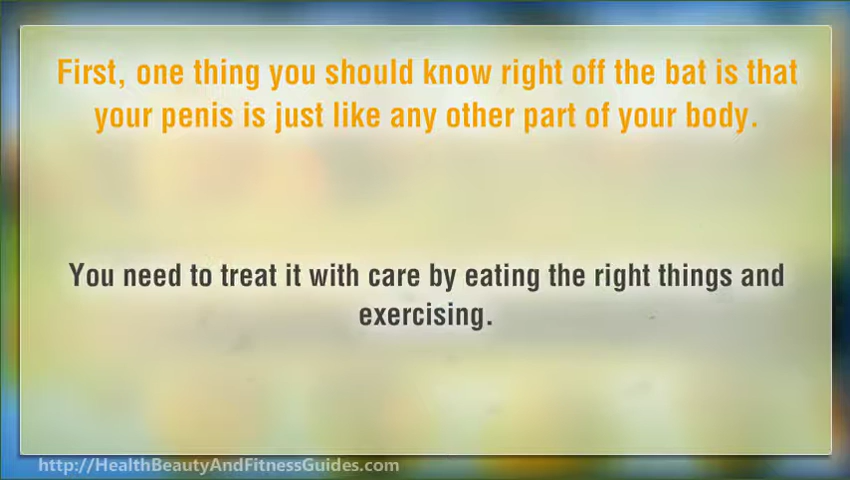 First, one thing you should know right off the bat is that
your penis is just like any other part of your body.
You need to treat it with care by eating the right things and
exercising.
http://HealthBeautyAndFitnessGuides.com